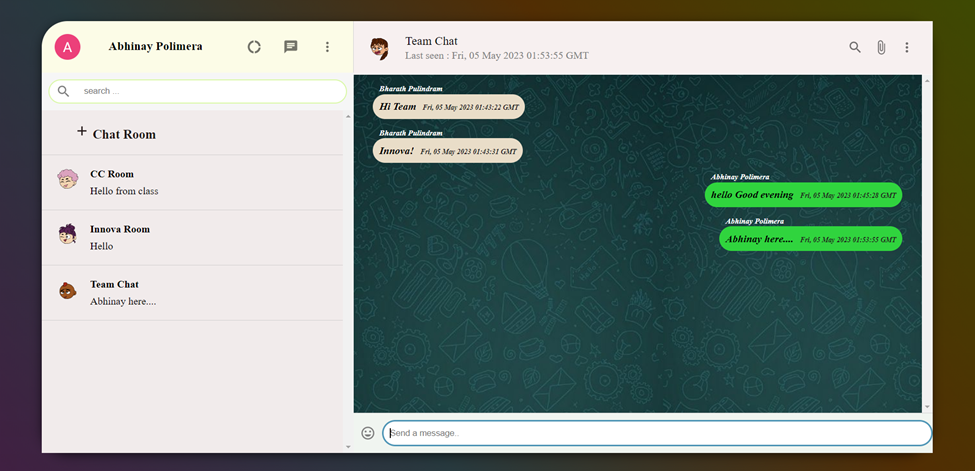 A
Abhinay Polimera
search ...
+ Chat Room
CC Room
Hello from class
Innova Room
Hello
Team Chat
Abhinay here....
Team Chat
Last seen : Fri, 05 May 2023 01:53:55 GMT
Bharath Pulindram
Hi Team Fri, 05 May 2023 01:43:22 GMT
Bharath Pulindram
Innova! Fri, 05 May 2023 01:43:31 GMT
Abhinay Polimera
hello Good evening Fri, 05 May 2023 01:45:28 GMT
Abhinay Polimera
Abhinay here.... Fri, 05 May 2023 01:53:55 GMT
Send a message..